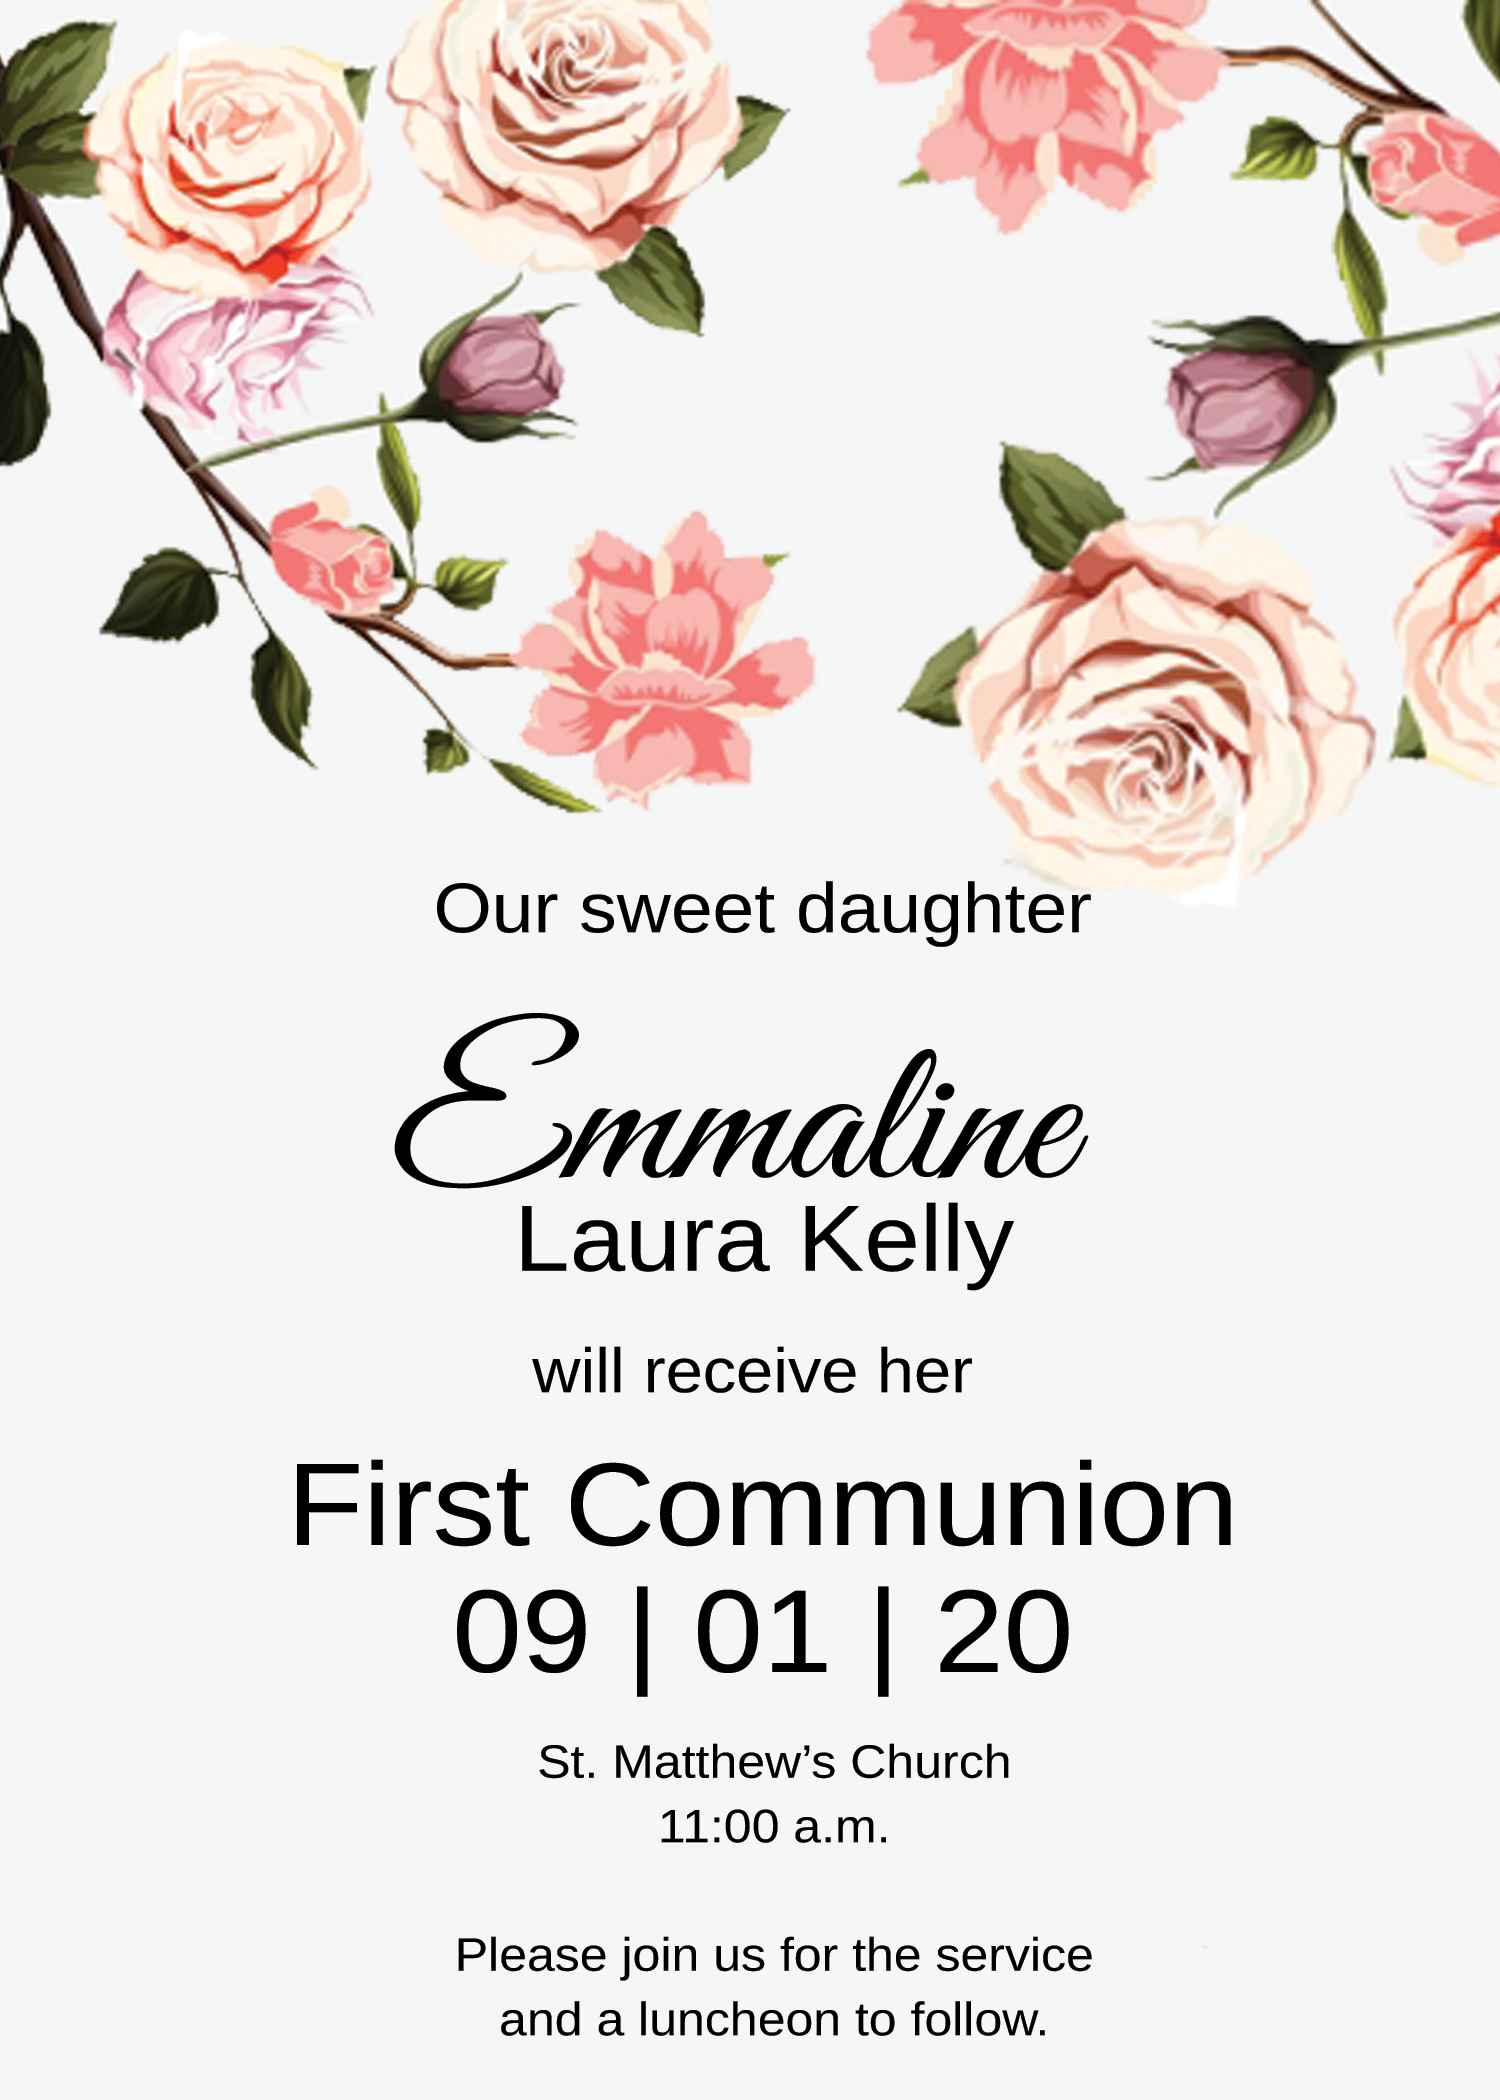 Our sweet daughter
Emmaline
Laura Kelly
will receive her
First Communion
09 | 01 | 20
St. Matthew’s Church
11:00 a.m.
Please join us for the service
and a luncheon to follow.